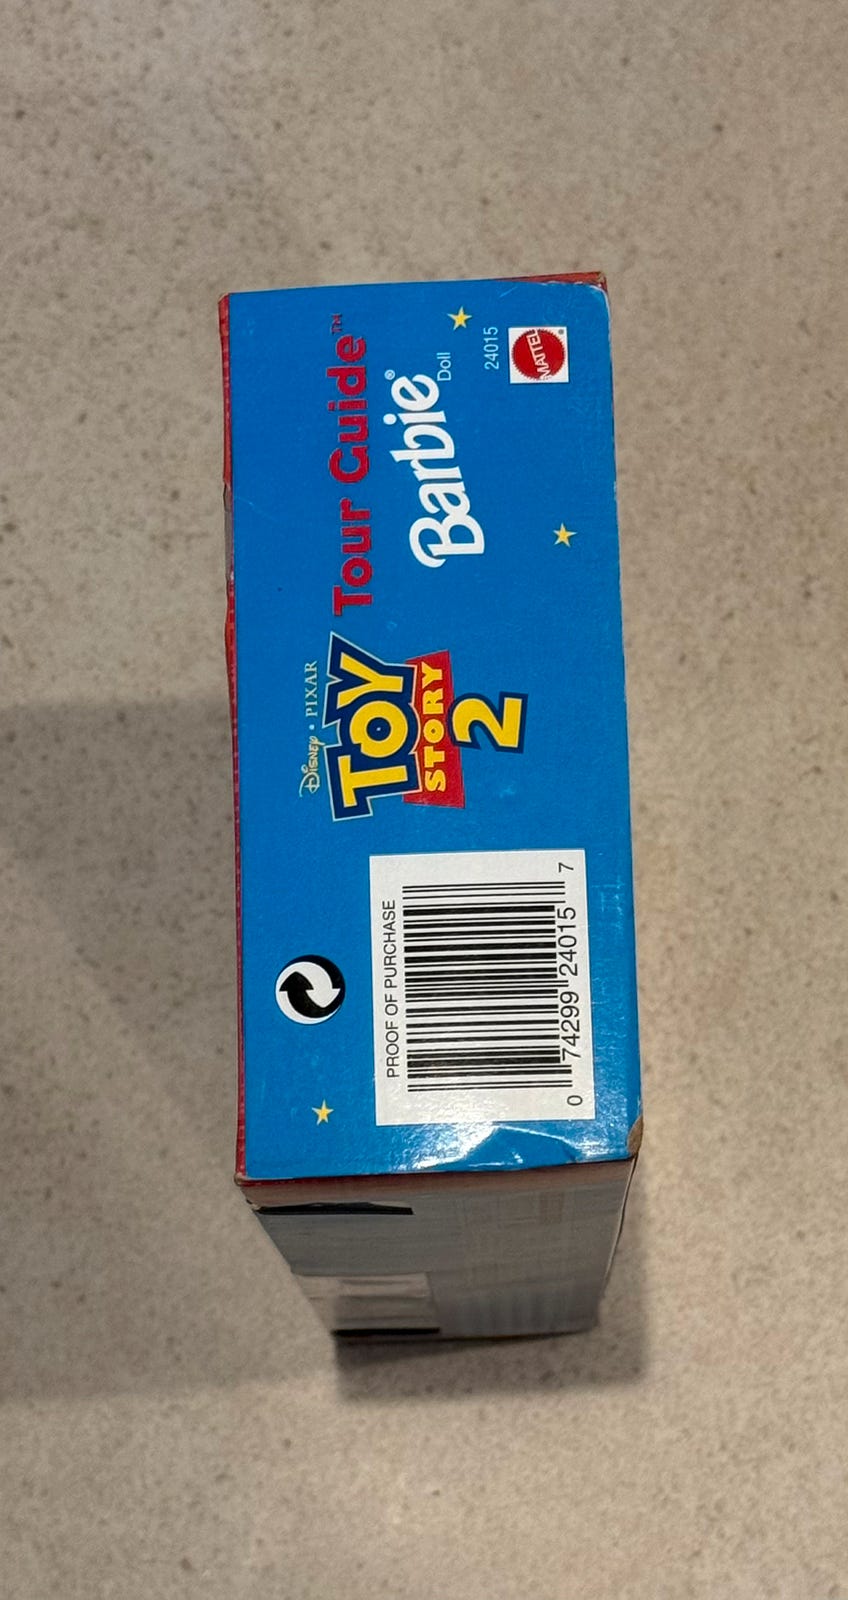 PROOF OF PURCHASE
0 74299 24015 7
Disney • PIXAR
TOY
STORY
2
Tour Guide™
Barbie®
Doll
24015
MATTEL